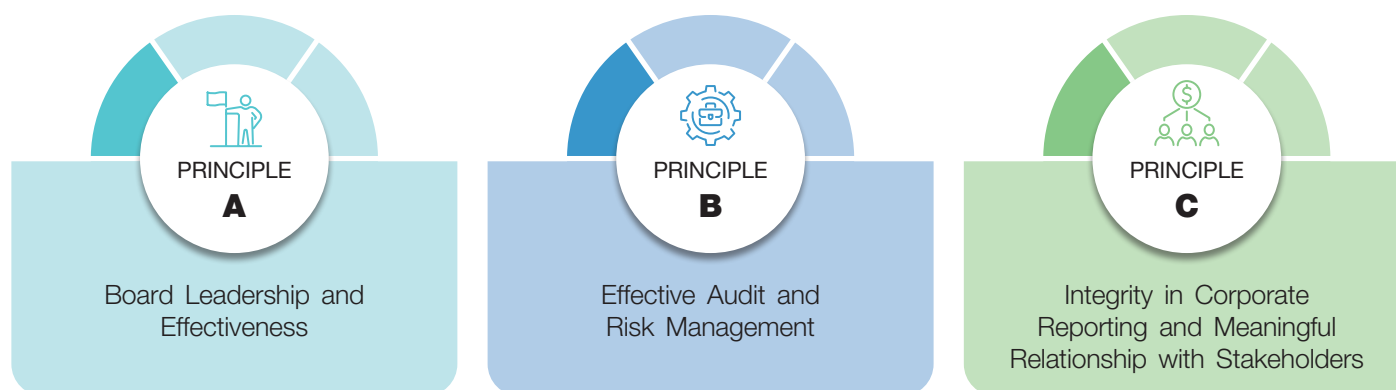 PRINCIPLE
A
Board Leadership and
Effectiveness
PRINCIPLE
B
Effective Audit and
Risk Management
$
PRINCIPLE
C
Integrity in Corporate
Reporting and Meaningful
Relationship with Stakeholders